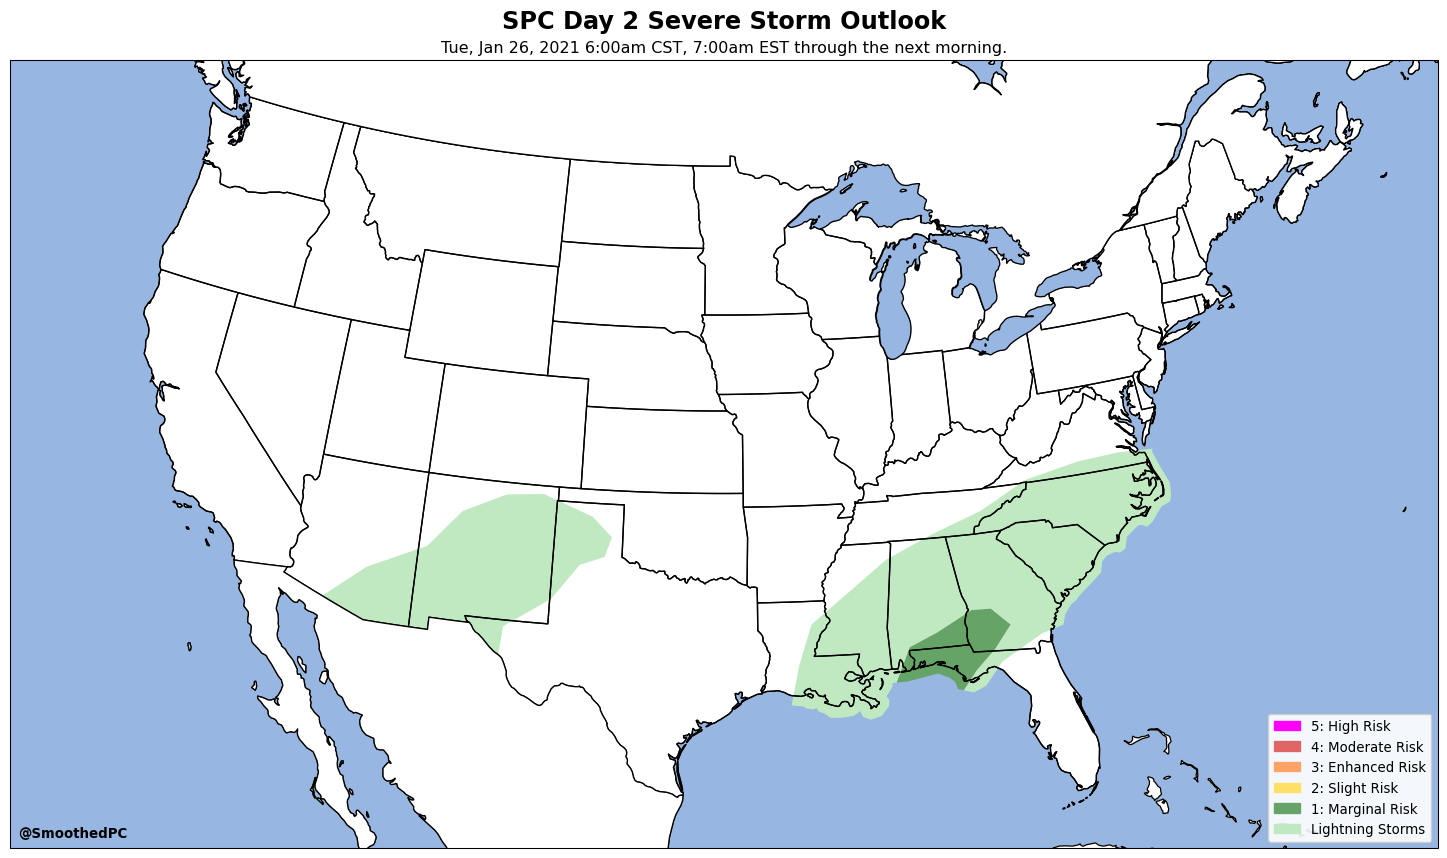 SPC Day 2 Severe Storm Outlook
Tue, Jan 26, 2021 6:00am CST, 7:00am EST through the next morning.
5: High Risk
4: Moderate Risk
3: Enhanced Risk
2: Slight Risk
1: Marginal Risk
Lightning Storms
@SmoothedPC